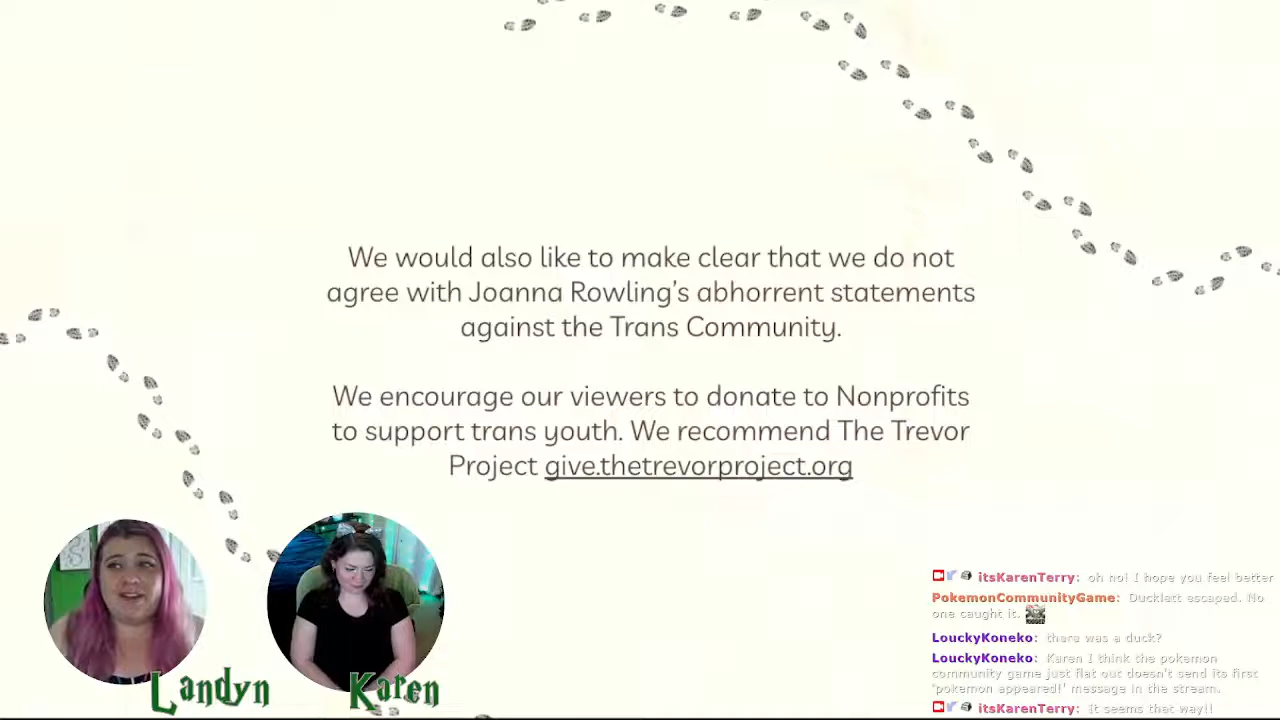 We would also like to make clear that we do not
agree with Joanna Rowling's abhorrent statements
against the Trans Community.
We encourage our viewers to donate to Nonprofits
to support trans youth. We recommend The Trevor
Project give.thetrevorproject.org
S
Landyn
Karen
itsKarenTerry: oh no! I hope you feel better
PokemonCommunityGame: Ducklett escaped. No
one caught it.
LouckyKoneko: there was a duck?
LouckyKoneko: Karen I think the pokemon
community game just flat out doesn't send its first
'pokemon appeared!' message in the stream.
itsKarenTerry: It seems that way!!